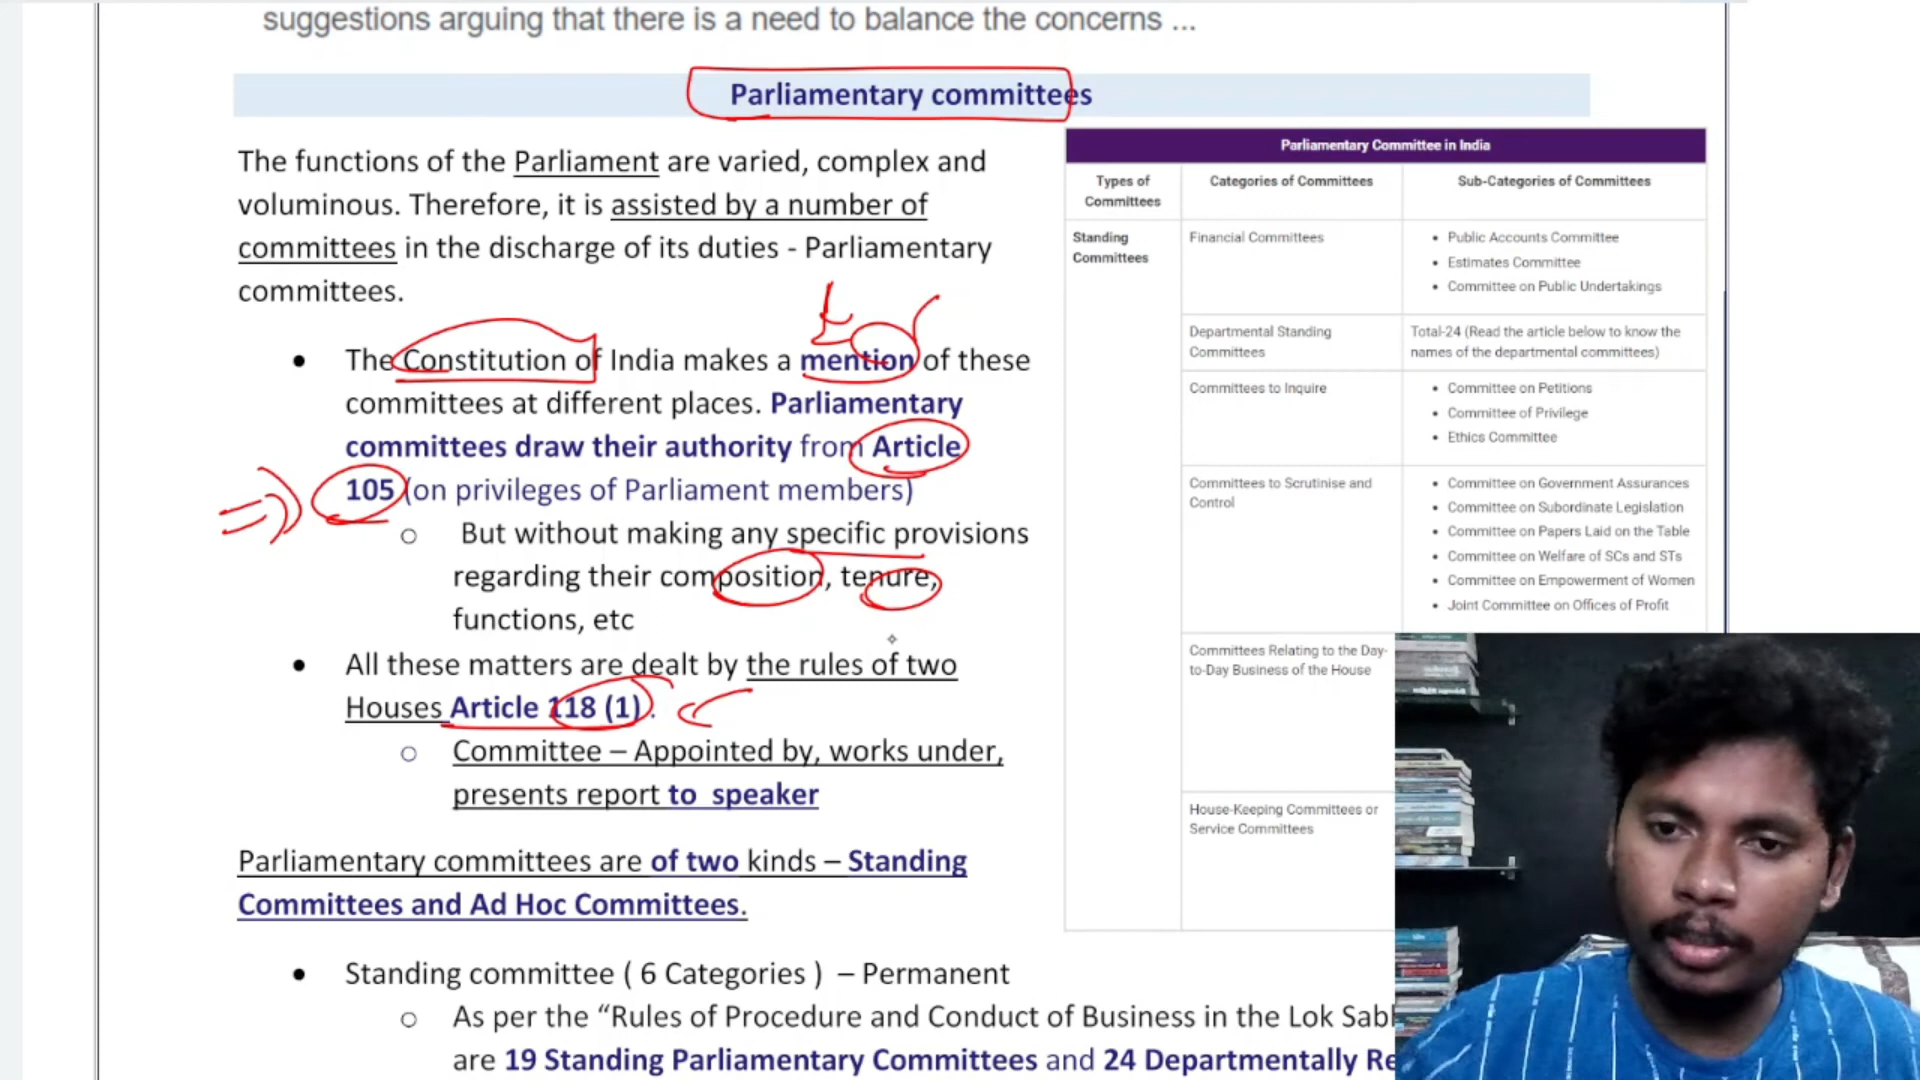 suggestions arguing that there is a need to balance the concerns ...
Parliamentary committees
The functions of the Parliament are varied, complex and
voluminous. Therefore, it is assisted by a number of
committees in the discharge of its duties - Parliamentary
committees.
• The Constitution of India makes a mention of these
committees at different places. Parliamentary
committees draw their authority from Article
105 (on privileges of Parliament members)
o But without making any specific provisions
regarding their composition, tenure,
functions, etc
• All these matters are dealt by the rules of two
Houses Article 118 (1).
o Committee – Appointed by, works under,
presents report to speaker
Parliamentary committees are of two kinds – Standing
Committees and Ad Hoc Committees.
• Standing committee ( 6 Categories ) – Permanent
o As per the “Rules of Procedure and Conduct of Business in the Lok Sab
are 19 Standing Parliamentary Committees and 24 Departmentally Re
Parliamentary Committee in India
Types of
Committees
Categories of Committees
Sub-Categories of Committees
Standing
Committees
Financial Committees
• Public Accounts Committee
• Estimates Committee
• Committee on Public Undertakings
Departmental Standing
Committees
Total-24 (Read the article below to know the
names of the departmental committees)
Committees to Inquire
• Committee on Petitions
• Committee of Privilege
• Ethics Committee
Committees to Scrutinise and
Control
• Committee on Government Assurances
• Committee on Subordinate Legislation
• Committee on Papers Laid on the Table
• Committee on Welfare of SCs and STs
• Committee on Empowerment of Women
• Joint Committee on Offices of Profit
Committees Relating to the Day-
to-Day Business of the House
House-Keeping Committees or
Service Committees